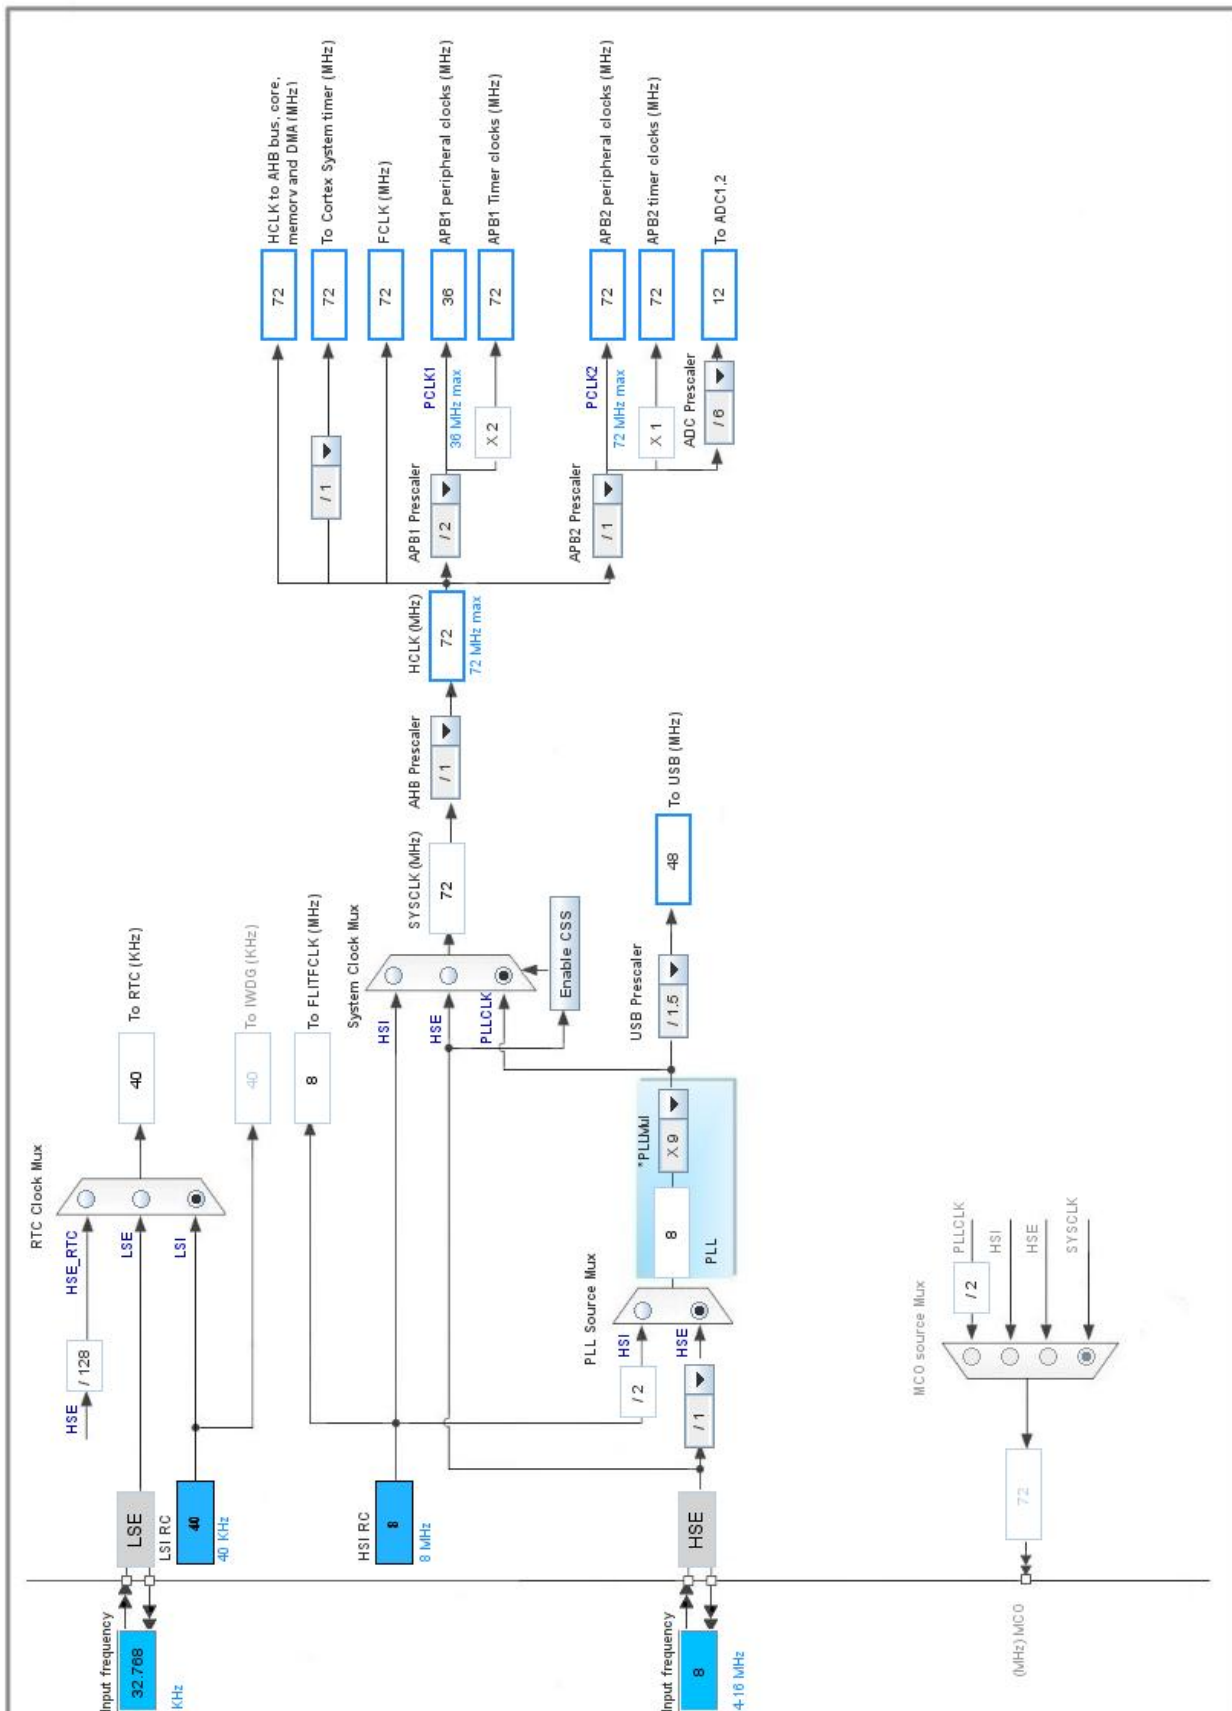 Input frequency
32.768
KHz
LSE
LSI RC
40
40 KHz
HSE
/ 128
HSE_RTC
LSE
LSI
RTC Clock Mux
40
To RTC (KHz)
40
To IWDG (KHz)
HSI RC
8
8 MHz
8
To FLITFCLK (MHz)
System Clock Mux
HSI
HSE
PLLCLK
Enable CSS
SYSCLK (MHz)
72
AHB Prescaler
/ 1
HCLK (MHz)
72
72 MHz max
72
HCLK to AHB bus, core,
memory and DMA (MHz)
/ 1
72
To Cortex System timer (MHz)
72
FCLK (MHz)
APB1 Prescaler
/ 2
PCLK1
36 MHz max
36
APB1 peripheral clocks (MHz)
X 2
72
APB1 Timer clocks (MHz)
APB2 Prescaler
/ 1
PCLK2
72 MHz max
72
APB2 peripheral clocks (MHz)
X 1
72
APB2 timer clocks (MHz)
ADC Prescaler
/ 6
12
To ADC1,2
Input frequency
8
4-16 MHz
HSE
PLL Source Mux
/ 2
HSI
/ 1
HSE
8
*PLLMul
X 9
PLL
USB Prescaler
/ 1.5
48
To USB (MHz)
(MHz) MCO
72
MCO source Mux
/ 2
PLLCLK
HSI
HSE
SYSCLK